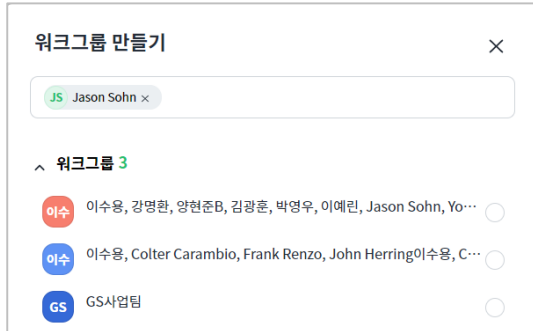 워크그룹 만들기
JS Jason Sohn ×
워크그룹 3
이수 이수용, 강명환, 양현준B, 김광훈, 박영우, 이예린, Jason Sohn, Yo···
이수 이수용, Colter Carambio, Frank Renzo, John Herring이수용, C···
GS GS사업팀